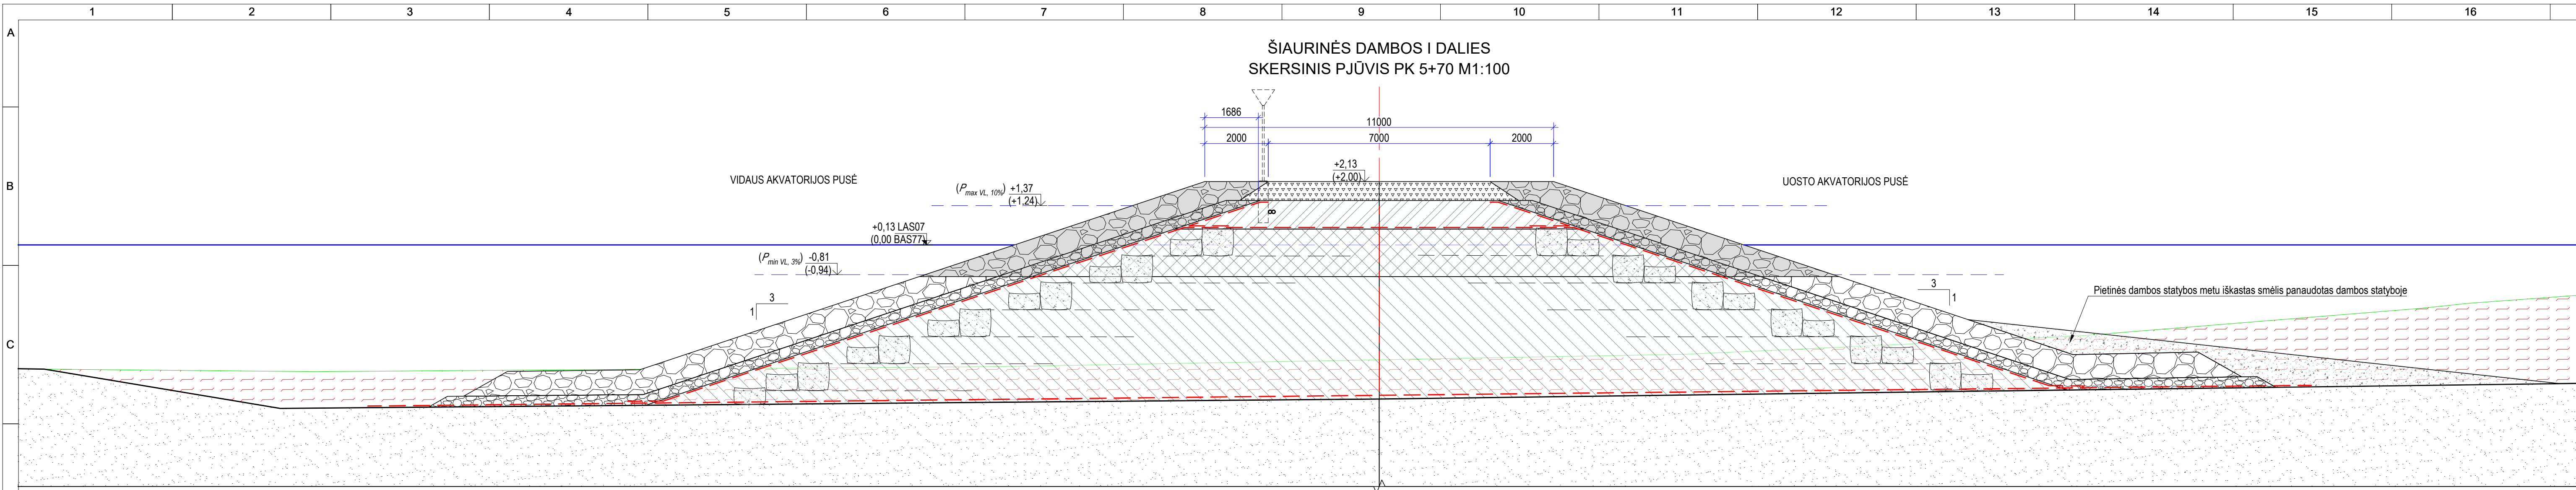 1 2 3 4 5 6 7 8 9 10 11 12 13 14 15 16
A
ŠIAURINĖS DAMBOS I DALIES
SKERSINIS PJŪVIS PK 5+70 M1:100
1686
11000
2000 7000 2000
B
VIDAUS AKVATORIJOS PUSĖ
+2,13
(+2,00)
UOSTO AKVATORIJOS PUSĖ
(Pmax VL, 10%) +1,37
(+1,24)
8
+0,13 LAS07
(0,00 BAS77)
(Pmin VL, 3%) -0,81
(-0,94)
3
1
3
1
Pietinės dambos statybos metu iškastas smėlis panaudotas dambos statyboje
C